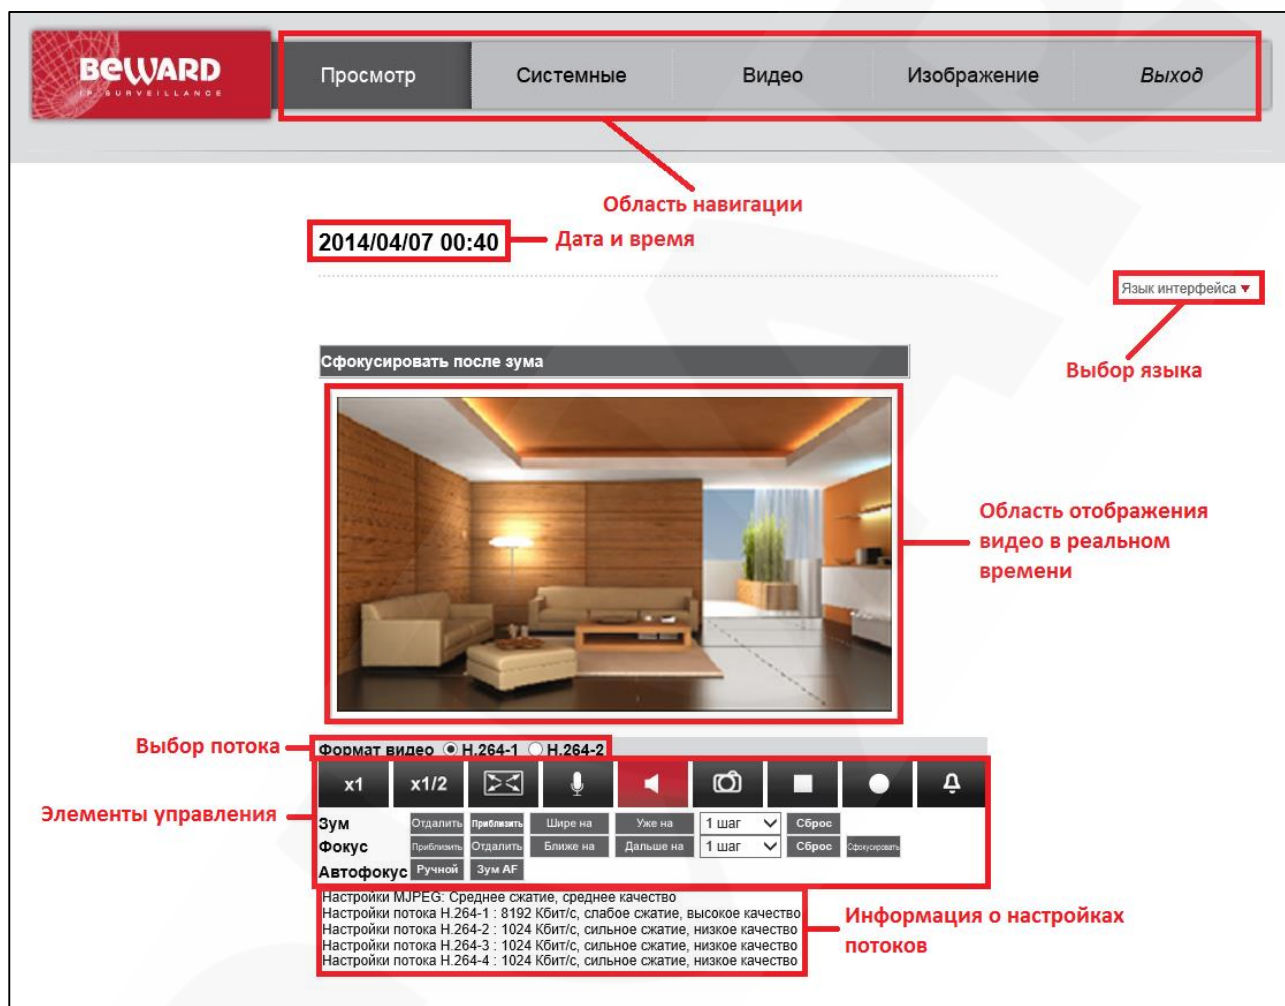 BEWARD
IP SURVEILLANCE
Просмотр
Системные
Видео
Изображение
Выход
Область навигации
2014/04/07 00:40
Дата и время
Язык интерфейса
Выбор языка
Сфокусировать после зума
Область отображения
видео в реальном
времени
Выбор потока
Формат видео H.264-1 H.264-2
Элементы управления
x1 x1/2
Зум Отдалить Приблизить Шире на Уже на 1 шаг Сброс
Фокус Приблизить Отдалить Ближе на Дальше на 1 шаг Сброс Сфокусировать
Автофокус Ручной Зум AF
Настройки MJPEG: Среднее сжатие, среднее качество
Настройки потока H.264-1 : 8192 Кбит/с, слабое сжатие, высокое качество
Настройки потока H.264-2 : 1024 Кбит/с, сильное сжатие, низкое качество
Настройки потока H.264-3 : 1024 Кбит/с, сильное сжатие, низкое качество
Настройки потока H.264-4 : 1024 Кбит/с, сильное сжатие, низкое качество
Информация о настройках
потоков